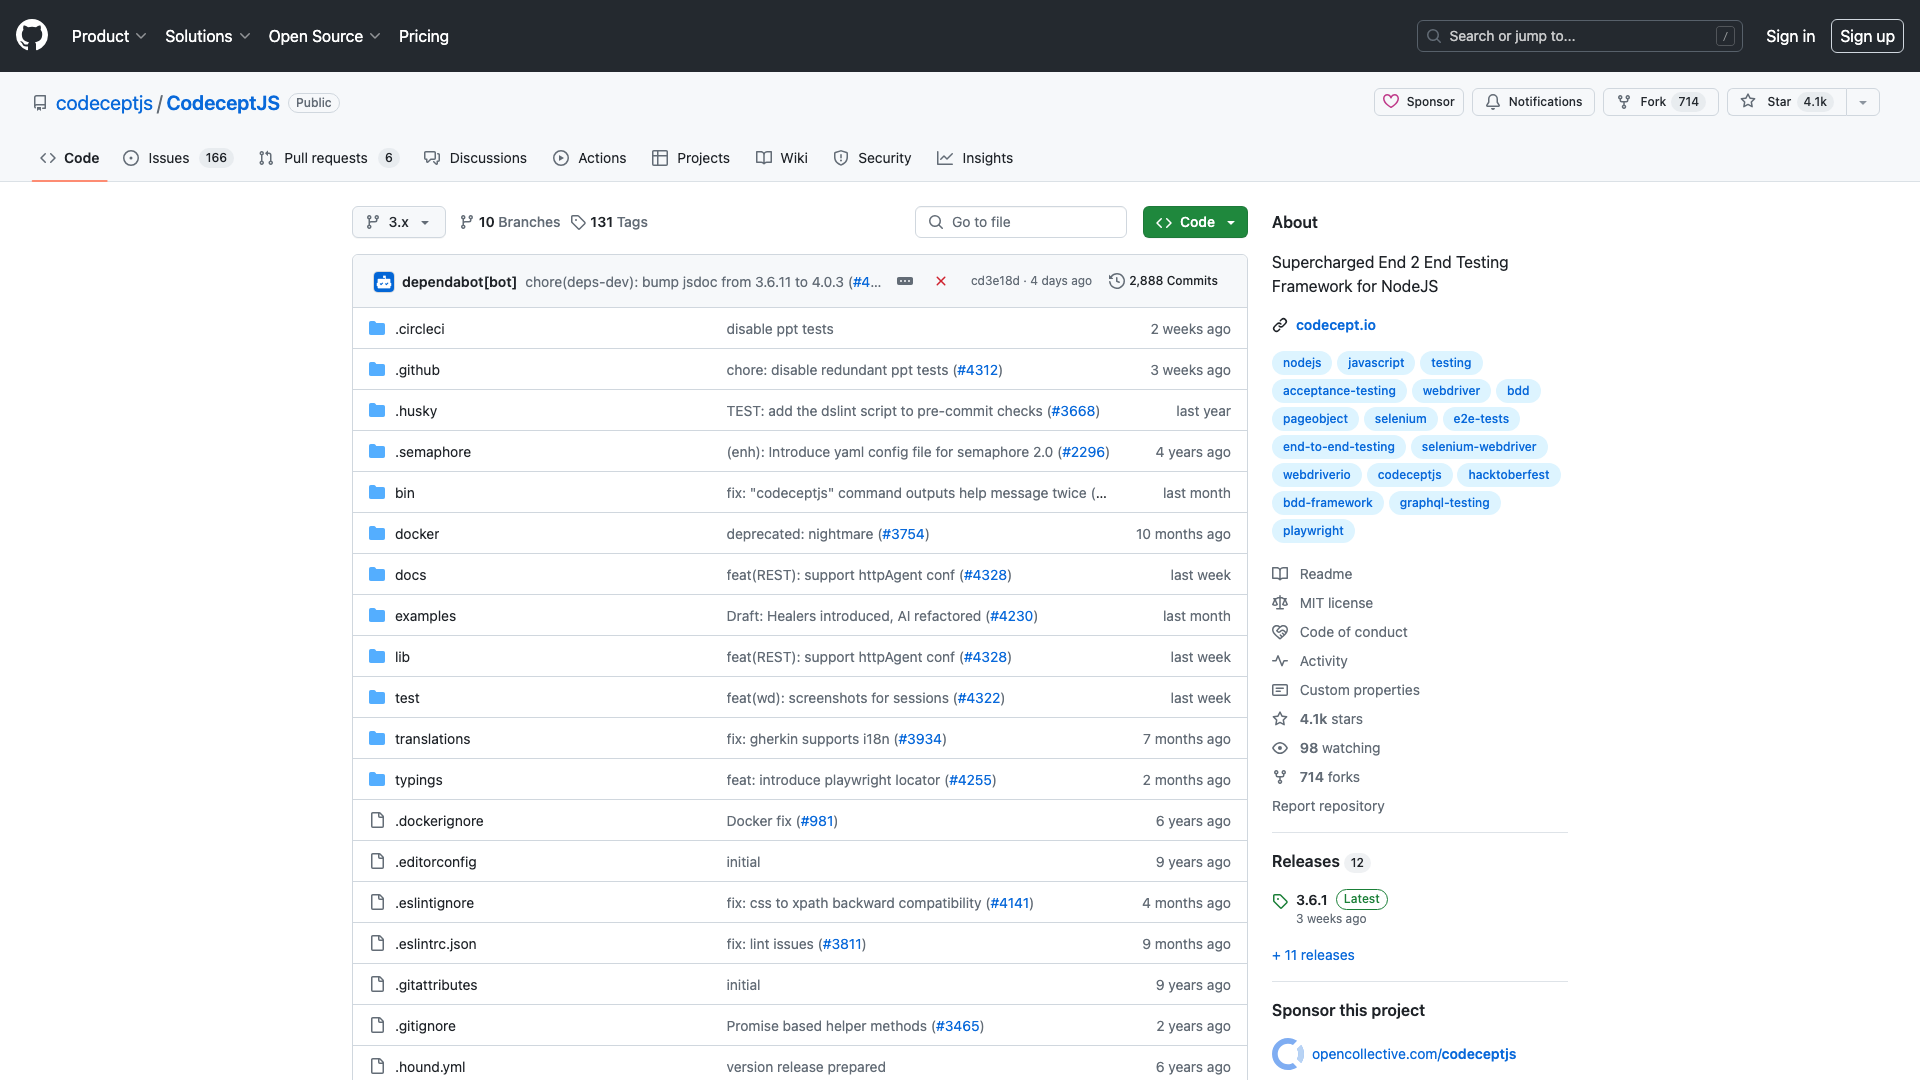 Product Solutions Open Source Pricing Search or jump to... / Sign in Sign up
codeceptjs / CodeceptJS Public Sponsor Notifications Fork 714 Star 4.1k
Code Issues 166 Pull requests 6 Discussions Actions Projects Wiki Security Insights
3.x 10 Branches 131 Tags Go to file Code
dependabot[bot] chore(deps-dev): bump jsdoc from 3.6.11 to 4.0.3 (#4... cd3e18d · 4 days ago 2,888 Commits
.circleci disable ppt tests 2 weeks ago
.github chore: disable redundant ppt tests (#4312) 3 weeks ago
.husky TEST: add the dslint script to pre-commit checks (#3668) last year
.semaphore (enh): Introduce yaml config file for semaphore 2.0 (#2296) 4 years ago
bin fix: "codeceptjs" command outputs help message twice (... last month
docker deprecated: nightmare (#3754) 10 months ago
docs feat(REST): support httpAgent conf (#4328) last week
examples Draft: Healers introduced, AI refactored (#4230) last month
lib feat(REST): support httpAgent conf (#4328) last week
test feat(wd): screenshots for sessions (#4322) last week
translations fix: gherkin supports i18n (#3934) 7 months ago
typings feat: introduce playwright locator (#4255) 2 months ago
.dockerignore Docker fix (#981) 6 years ago
.editorconfig initial 9 years ago
.eslintignore fix: css to xpath backward compatibility (#4141) 4 months ago
.eslintrc.json fix: lint issues (#3811) 9 months ago
.gitattributes initial 9 years ago
.gitignore Promise based helper methods (#3465) 2 years ago
.hound.yml version release prepared 6 years ago
About
Supercharged End 2 End Testing
Framework for NodeJS
codecept.io
nodejs javascript testing
acceptance-testing webdriver bdd
pageobject selenium e2e-tests
end-to-end-testing selenium-webdriver
webdriverio codeceptjs hacktoberfest
bdd-framework graphql-testing
playwright
Readme
MIT license
Code of conduct
Activity
Custom properties
4.1k stars
98 watching
714 forks
Report repository
Releases 12
3.6.1 Latest
3 weeks ago
+ 11 releases
Sponsor this project
opencollective.com/codeceptjs